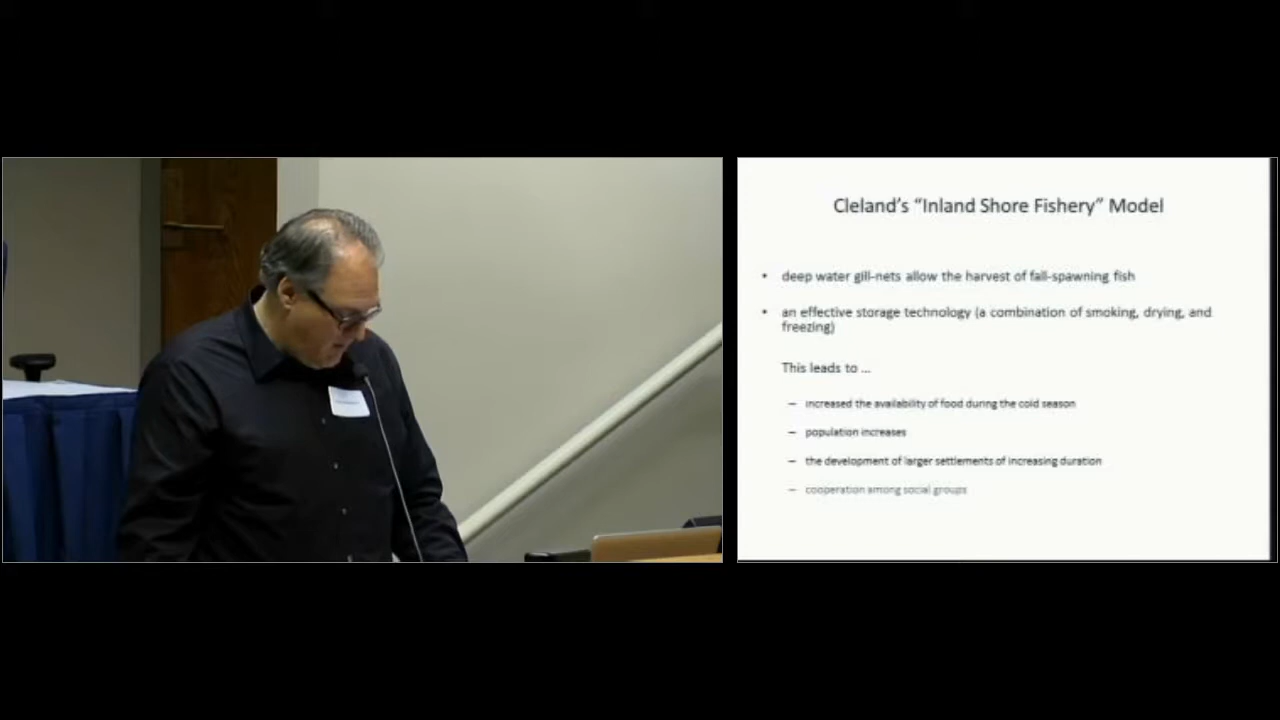 Cleland's "Inland Shore Fishery" Model
• deep water gill-nets allow the harvest of fall-spawning fish
• an effective storage technology (a combination of smoking, drying, and
freezing)
This leads to ...
– increased the availability of food during the cold season
– population increases
– the development of larger settlements of increasing duration
– cooperation among social groups